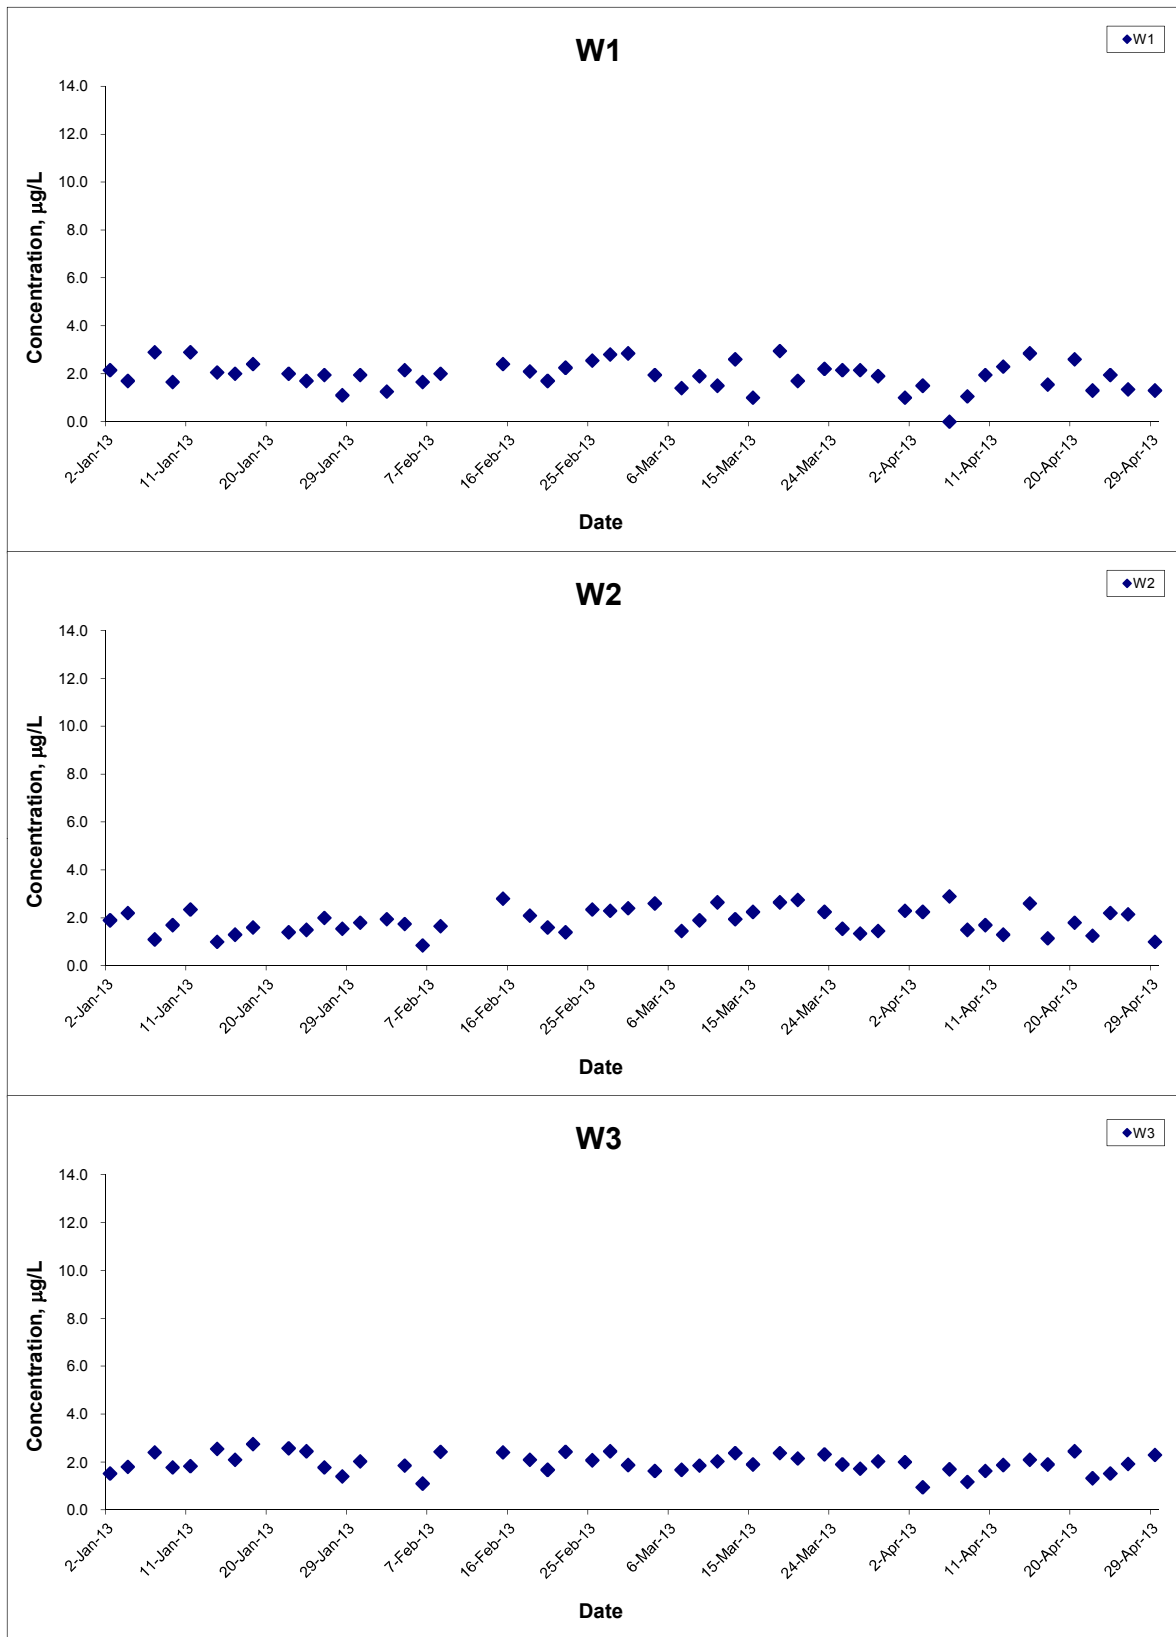 W1
W1
14.0
12.0
10.0
8.0
6.0
4.0
2.0
0.0
Concentration, µg/L
2-Jan-13
11-Jan-13
20-Jan-13
29-Jan-13
7-Feb-13
16-Feb-13
25-Feb-13
6-Mar-13
15-Mar-13
24-Mar-13
2-Apr-13
11-Apr-13
20-Apr-13
29-Apr-13
Date
W2
W2
14.0
12.0
10.0
8.0
6.0
4.0
2.0
0.0
Concentration, µg/L
2-Jan-13
11-Jan-13
20-Jan-13
29-Jan-13
7-Feb-13
16-Feb-13
25-Feb-13
6-Mar-13
15-Mar-13
24-Mar-13
2-Apr-13
11-Apr-13
20-Apr-13
29-Apr-13
Date
W3
W3
14.0
12.0
10.0
8.0
6.0
4.0
2.0
0.0
Concentration, µg/L
2-Jan-13
11-Jan-13
20-Jan-13
29-Jan-13
7-Feb-13
16-Feb-13
25-Feb-13
6-Mar-13
15-Mar-13
24-Mar-13
2-Apr-13
11-Apr-13
20-Apr-13
29-Apr-13
Date